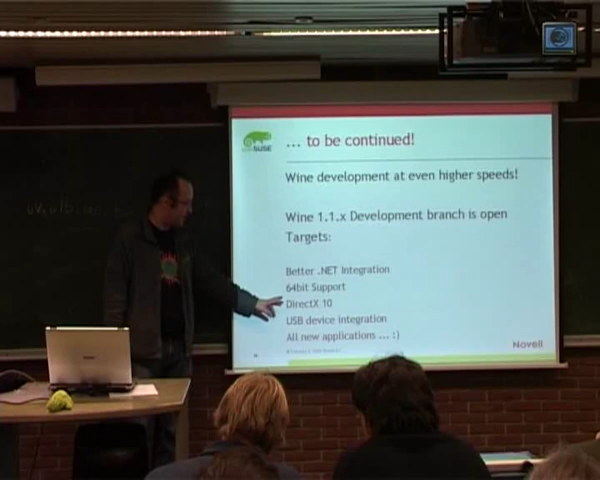 ... to be continued!
SUSE
Wine development at even higher speeds!
Wine 1.1.x Development branch is open
Targets:
Better .NET Integration
64bit Support
DirectX 10
USB device integration
All new applications ... :)
Novell